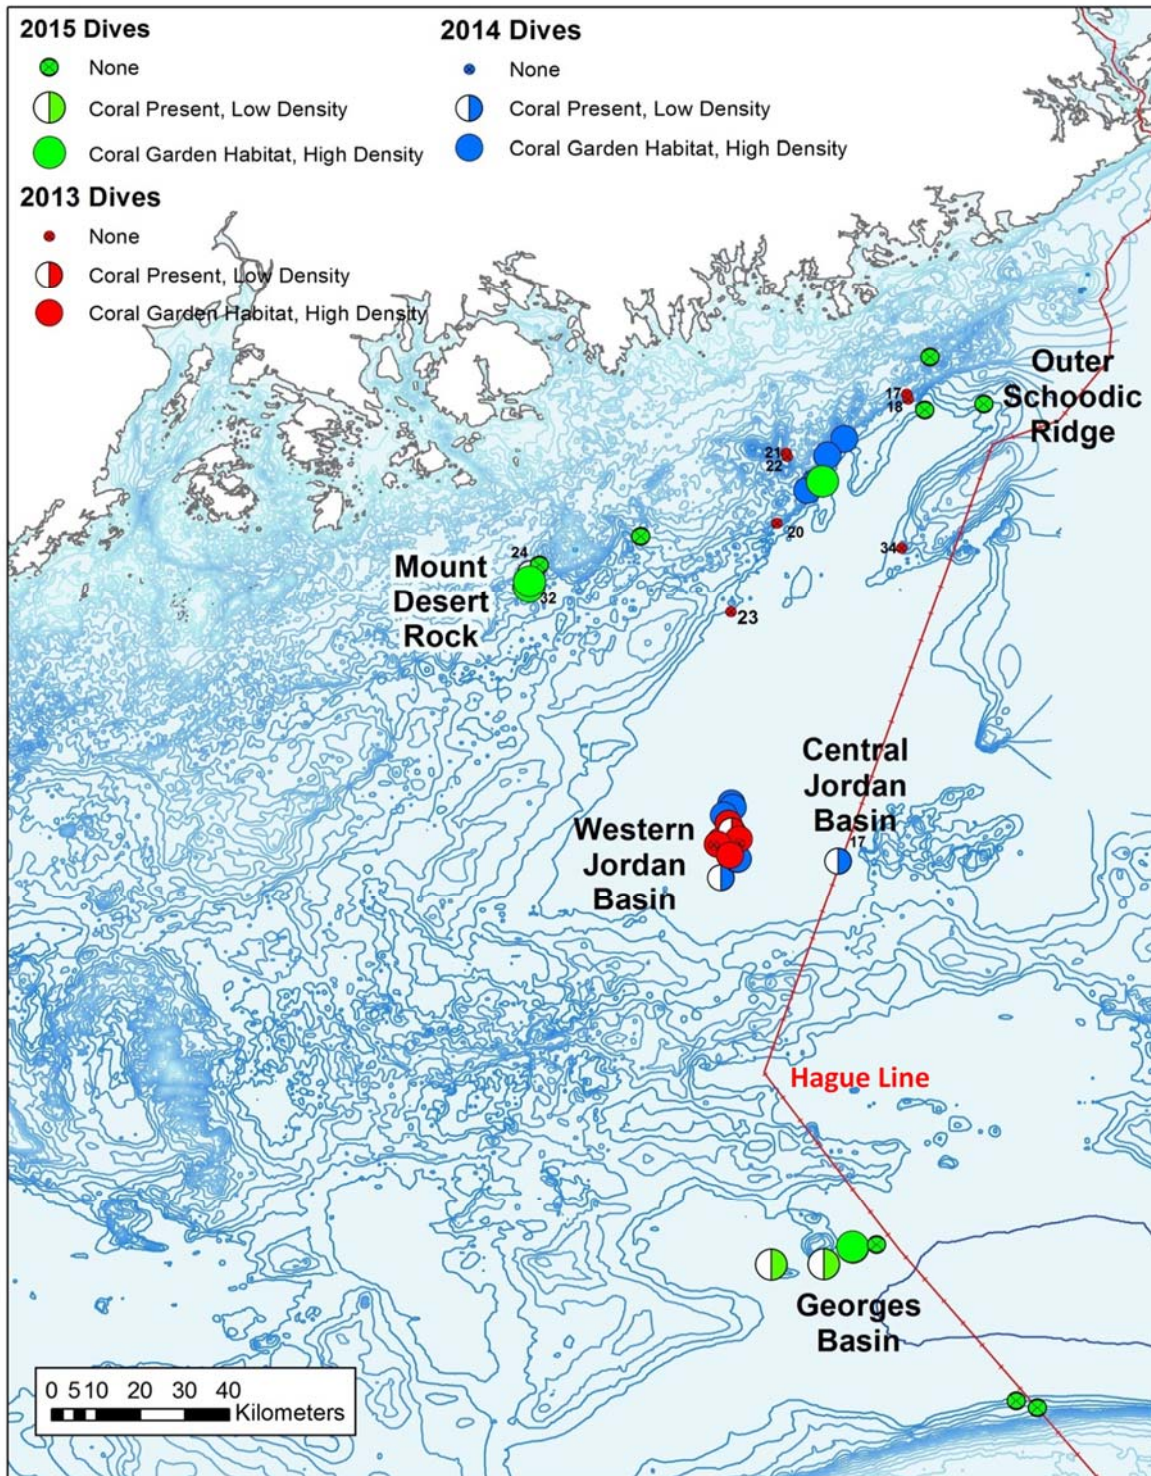 2015 Dives
None
Coral Present, Low Density
Coral Garden Habitat, High Density
2014 Dives
None
Coral Present, Low Density
Coral Garden Habitat, High Density
2013 Dives
None
Coral Present, Low Density
Coral Garden Habitat, High Density
Outer
Schoodic
Ridge
17
18
21
22
20
34
24
32
23
Mount
Desert
Rock
Central
Jordan
Basin
17
Western
Jordan
Basin
Hague Line
Georges
Basin
0 5 10 20 30 40
Kilometers